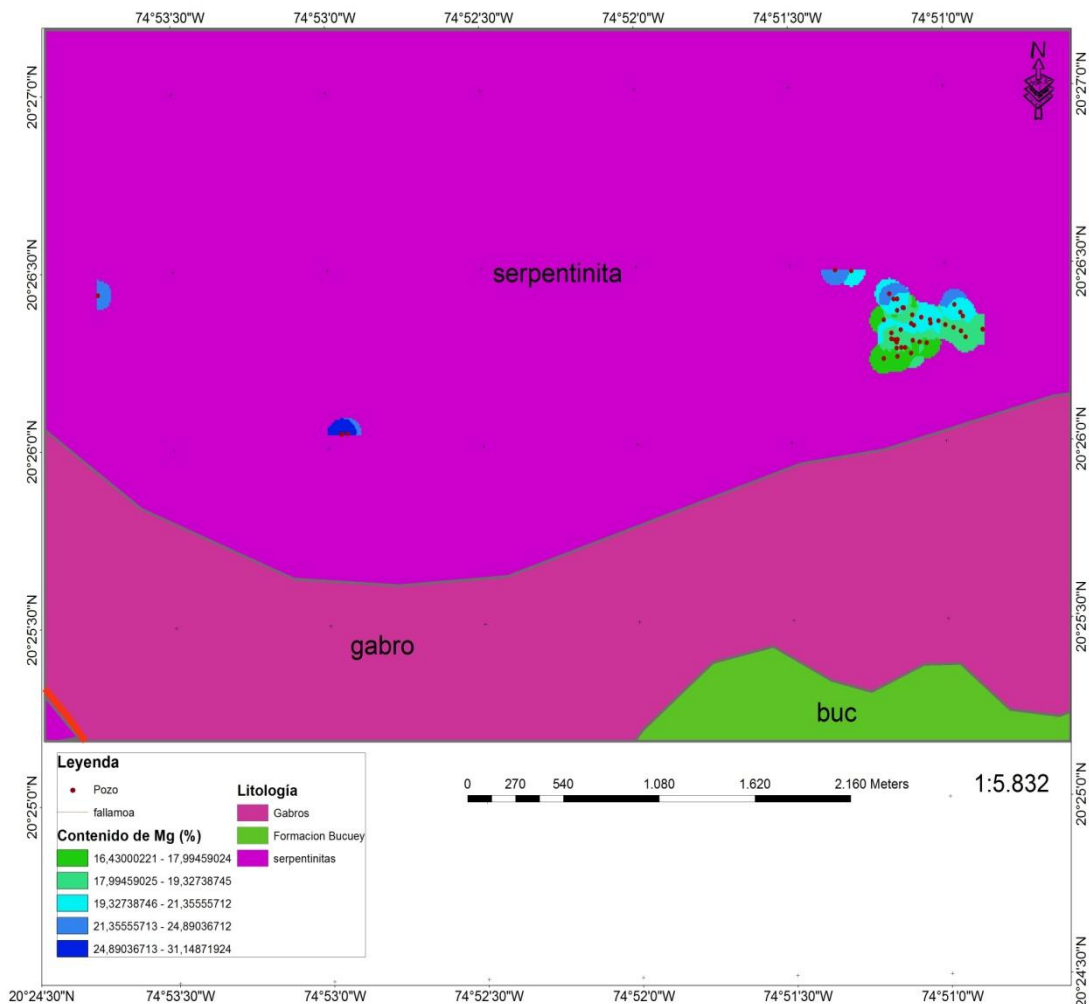 74°53'30"W 74°53'0"W 74°52'30"W 74°52'0"W 74°51'30"W 74°51'0"W
N
20°27'0"N 20°27'0"N
20°26'30"N 20°26'30"N
serpentinita
20°26'0"N 20°26'0"N
20°25'30"N 20°25'30"N
gabro
buc
Leyenda
Pozo
fallamoa
Contenido de Mg (%)
16,43000221 - 17,99459024
17,99459025 - 19,32738745
19,32738746 - 21,35555712
21,35555713 - 24,89036712
24,89036713 - 31,14871924
Litología
Gabros
Formacion Bucuey
serpentinitas
0 270 540 1.080 1.620 2.160 Meters
1:5.832
20°25'0"N 20°25'0"N
20°24'30"N
20°24'30"N 74°53'30"W 74°53'0"W 74°52'30"W 74°52'0"W 74°51'30"W 74°51'0"W